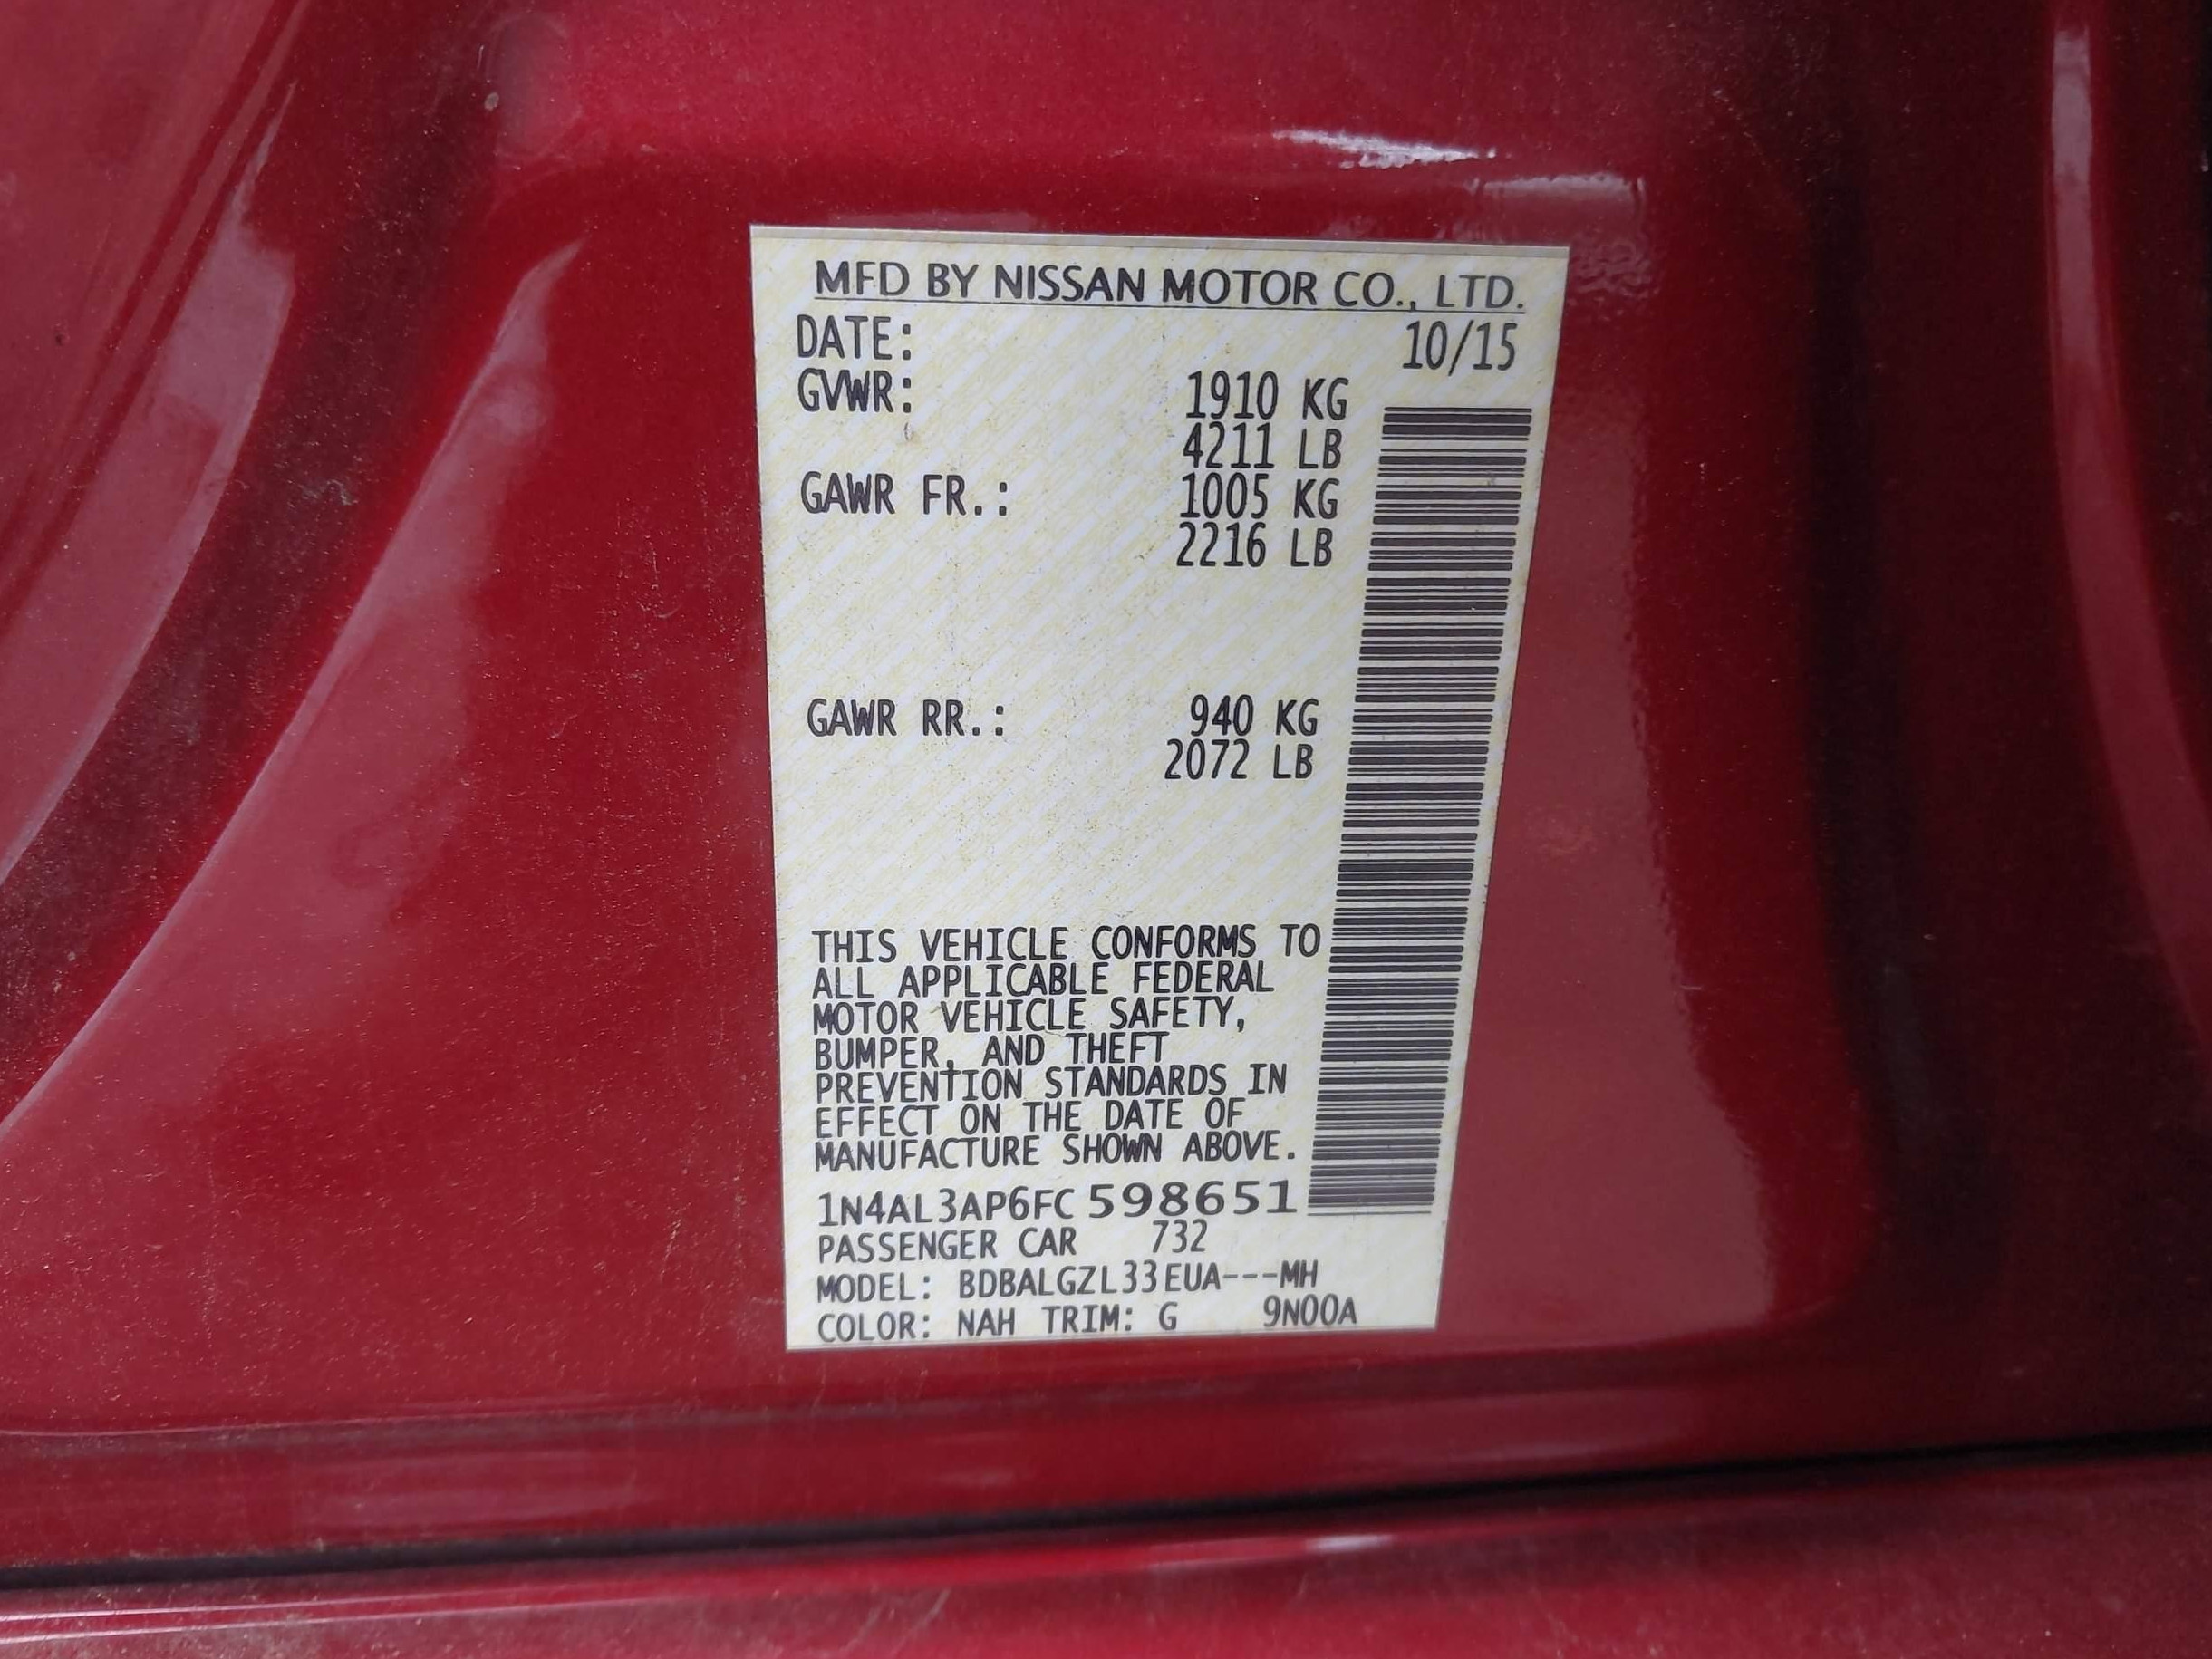 MFD BY NISSAN MOTOR CO., LTD.
DATE: 10/15
GVWR: 1910 KG
4211 LB
GAWR FR.: 1005 KG
2216 LB
GAWR RR.: 940 KG
2072 LB
THIS VEHICLE CONFORMS TO
ALL APPLICABLE FEDERAL
MOTOR VEHICLE SAFETY,
BUMPER, AND THEFT
PREVENTION STANDARDS IN
EFFECT ON THE DATE OF
MANUFACTURE SHOWN ABOVE.
1N4AL3AP6FC598651
PASSENGER CAR 732
MODEL: BDBALGZL33EUA---MH
COLOR: NAH TRIM: G 9N00A